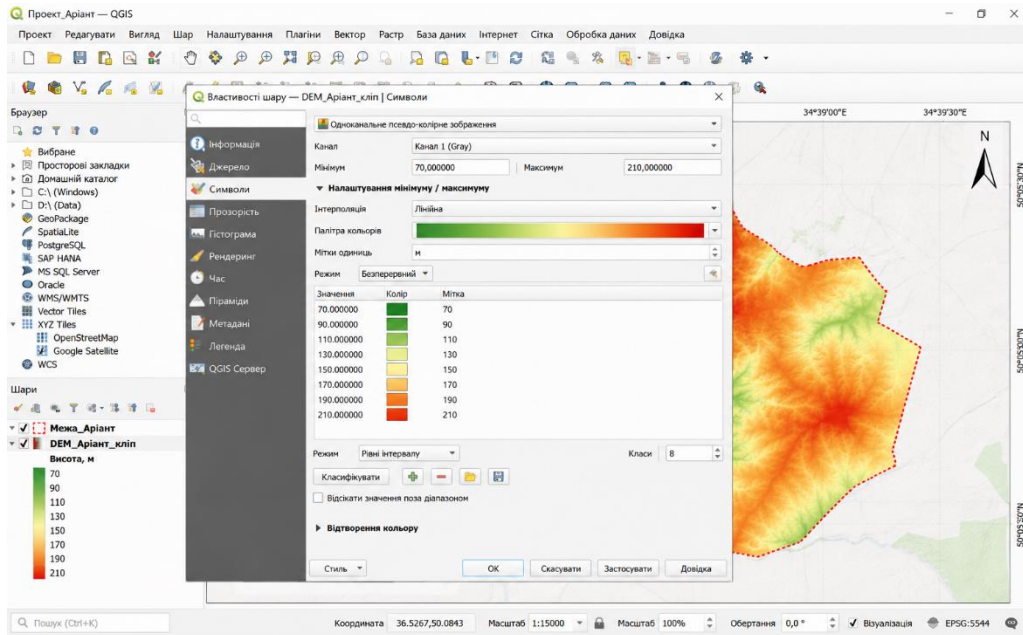 Проект_Аріант — QGIS
Проект Редагувати Вигляд Шар Налаштування Плагіни Вектор Растр База даних Інтернет Сітка Обробка даних Довідка
Браузер
Вибране
Просторові закладки
Домашній каталог
C:\ (Windows)
D:\ (Data)
GeoPackage
SpatiaLite
PostgreSQL
SAP HANA
MS SQL Server
Oracle
WMS/WMTS
Vector Tiles
XYZ Tiles
OpenStreetMap
Google Satellite
WCS
Шари
Межа_Аріант
DEM_Аріант_кліп
Висота, м
70
90
110
130
150
170
190
210
Пошук (Ctrl+K)
Властивості шару — DEM_Аріант_кліп | Символи
Інформація
Джерело
Символи
Прозорість
Гістограма
Рендеринг
Час
Піраміди
Метадані
Легенда
QGIS Сервер
Одноканальне псевдо-колірне зображення
Канал Канал 1 (Gray)
Мінімум 70,000000 Максимум 210,000000
Налаштування мінімуму / максимуму
Інтерполяція Лінійна
Палітра кольорів
Мітки одиниць м
Режим Безперервний
Значення Колір Мітка
70.000000 70
90.000000 90
110.000000 110
130.000000 130
150.000000 150
170.000000 170
190.000000 190
210.000000 210
Режим Рівні інтервалу Класи 8
Класифікувати
Відсікати значення поза діапазоном
Відтворення кольору
Стиль OK Скасувати Застосувати Довідка
34°39'00"E 34°39'30"E
N
50°05'30"N
50°05'00"N
Координата 36.5267,50.0843 Масштаб 1:15000 Масштаб 100% Обертання 0,0° Візуалізація EPSG:5544